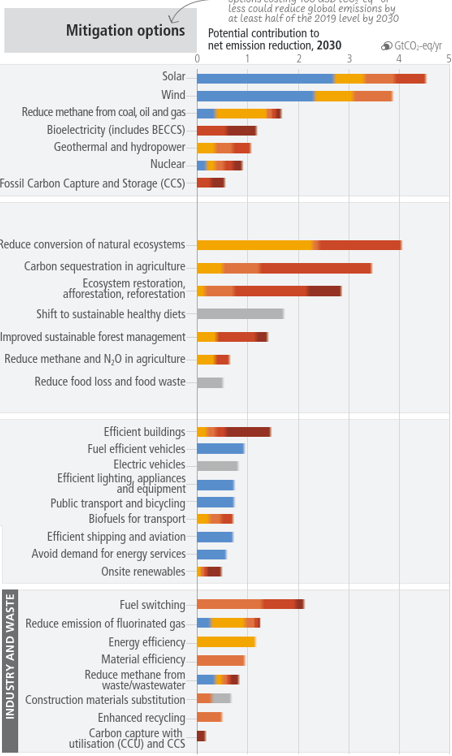 options costing 100 USD tCO2-eq-1 or
less could reduce global emissions by
at least half of the 2019 level by 2030
Mitigation options
Potential contribution to
net emission reduction, 2030
GtCO2-eq/yr
0 1 2 3 4 5
Solar
Wind
Reduce methane from coal, oil and gas
Bioelectricity (includes BECCS)
Geothermal and hydropower
Nuclear
Fossil Carbon Capture and Storage (CCS)
Reduce conversion of natural ecosystems
Carbon sequestration in agriculture
Ecosystem restoration,
afforestation, reforestation
Shift to sustainable healthy diets
Improved sustainable forest management
Reduce methane and N2O in agriculture
Reduce food loss and food waste
Efficient buildings
Fuel efficient vehicles
Electric vehicles
Efficient lighting, appliances
and equipment
Public transport and bicycling
Biofuels for transport
Efficient shipping and aviation
Avoid demand for energy services
Onsite renewables
INDUSTRY AND WASTE
Fuel switching
Reduce emission of fluorinated gas
Energy efficiency
Material efficiency
Reduce methane from
waste/wastewater
Construction materials substitution
Enhanced recycling
Carbon capture with
utilisation (CCU) and CCS